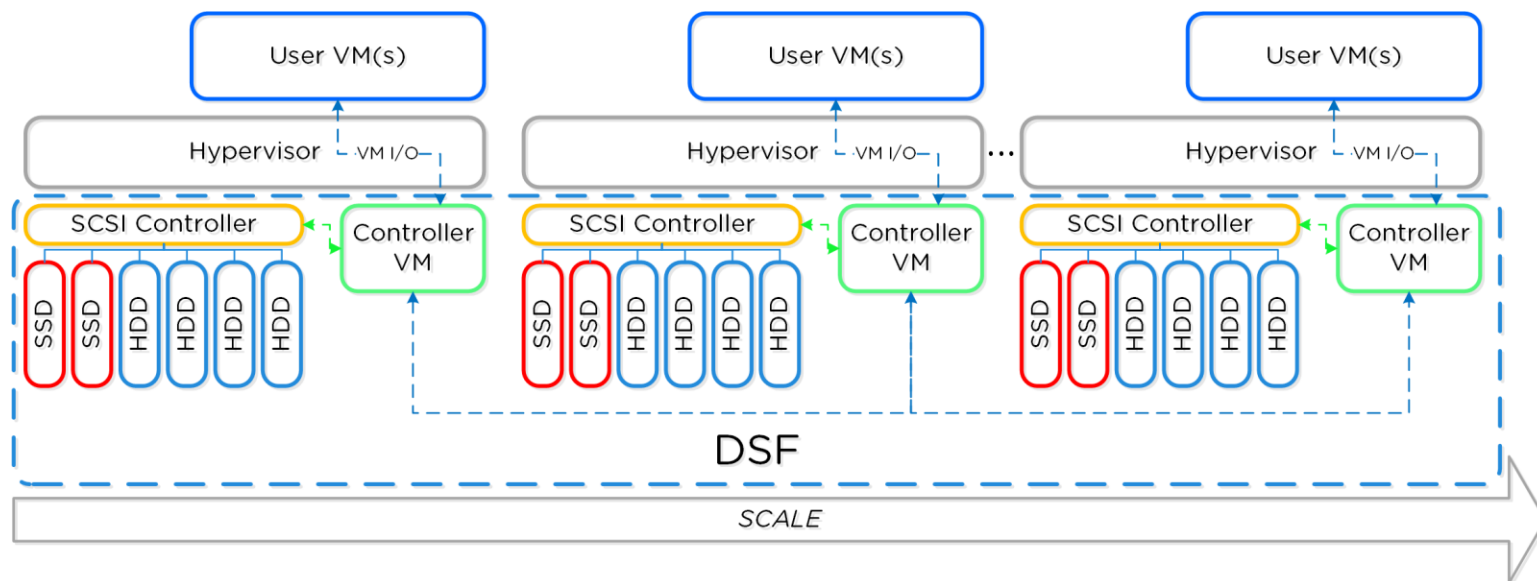 User VM(s)
User VM(s)
User VM(s)
Hypervisor
VM I/O
Hypervisor
VM I/O
...
Hypervisor
VM I/O
SCSI Controller
Controller
VM
SCSI Controller
Controller
VM
SCSI Controller
Controller
VM
SSD
SSD
HDD
HDD
HDD
HDD
SSD
SSD
HDD
HDD
HDD
HDD
SSD
SSD
HDD
HDD
HDD
HDD
DSF
SCALE